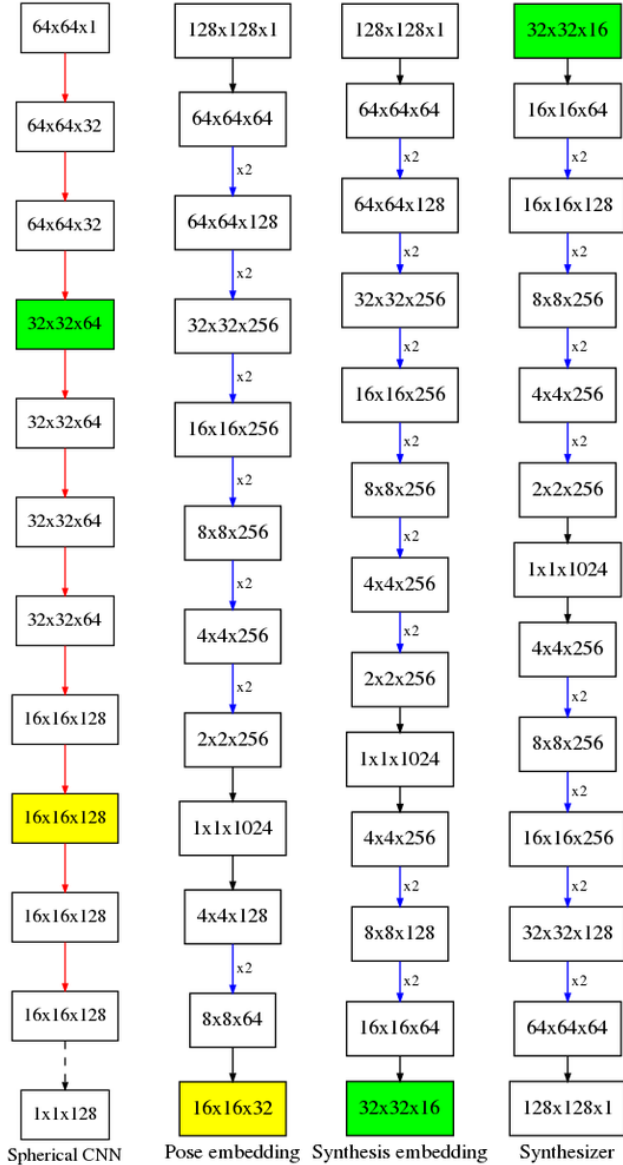 64x64x1
64x64x32
64x64x32
32x32x64
32x32x64
32x32x64
32x32x64
16x16x128
16x16x128
16x16x128
16x16x128
1x1x128
Spherical CNN
128x128x1
64x64x64
x2
64x64x128
x2
32x32x256
x2
16x16x256
x2
8x8x256
x2
4x4x256
x2
2x2x256
1x1x1024
4x4x128
x2
8x8x64
16x16x32
Pose embedding
128x128x1
64x64x64
x2
64x64x128
x2
32x32x256
x2
16x16x256
x2
8x8x256
x2
4x4x256
x2
2x2x256
1x1x1024
4x4x256
x2
8x8x128
x2
16x16x64
32x32x16
Synthesis embedding
32x32x16
16x16x64
x2
16x16x128
x2
8x8x256
x2
4x4x256
x2
2x2x256
1x1x1024
4x4x256
x2
8x8x256
x2
16x16x256
x2
32x32x128
x2
64x64x64
128x128x1
Synthesizer